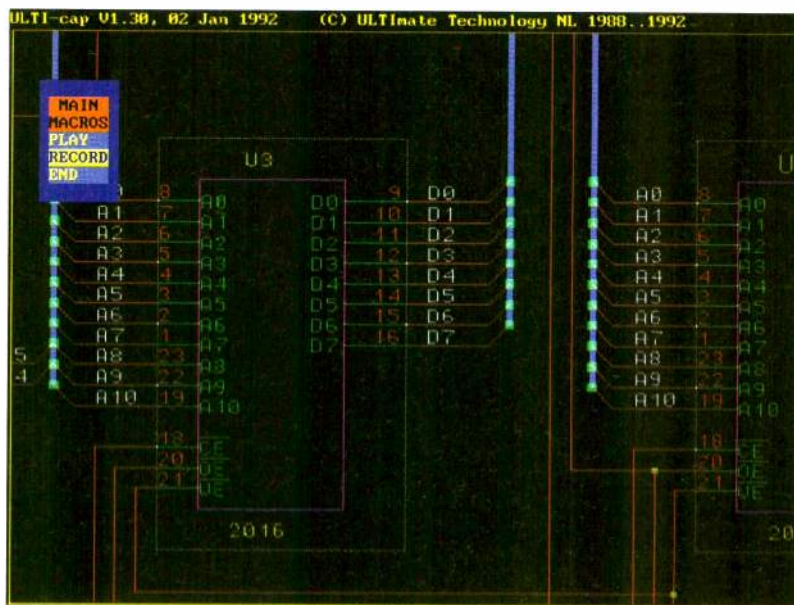 ULTI-cap V1.30, 02 Jan 1992 (C) ULTImate Technology NL 1988..1992
MAIN
MACROS
PLAY
RECORD
END
U3
8 A0 D0 9 D0
A1 7 A1 D1 10 D1
A2 6 A2 D2 11 D2
A3 5 A3 D3 12 D3
A4 4 A4 D4 13 D4
A5 3 A5 D5 14 D5
A6 2 A6 D6 15 D6
A7 1 A7 D7 16 D7
5 A8 23 A8
4 A9 22 A9
A10 19 A10
18 CE
20 OE
21 WE
2016
U
A0 8 A0
A1 7 A1
A2 6 A2
A3 5 A3
A4 4 A4
A5 3 A5
A6 2 A6
A7 1 A7
A8 23 A8
A9 22 A9
A10 19 A10
18 CE
20 OE
21 WE
20